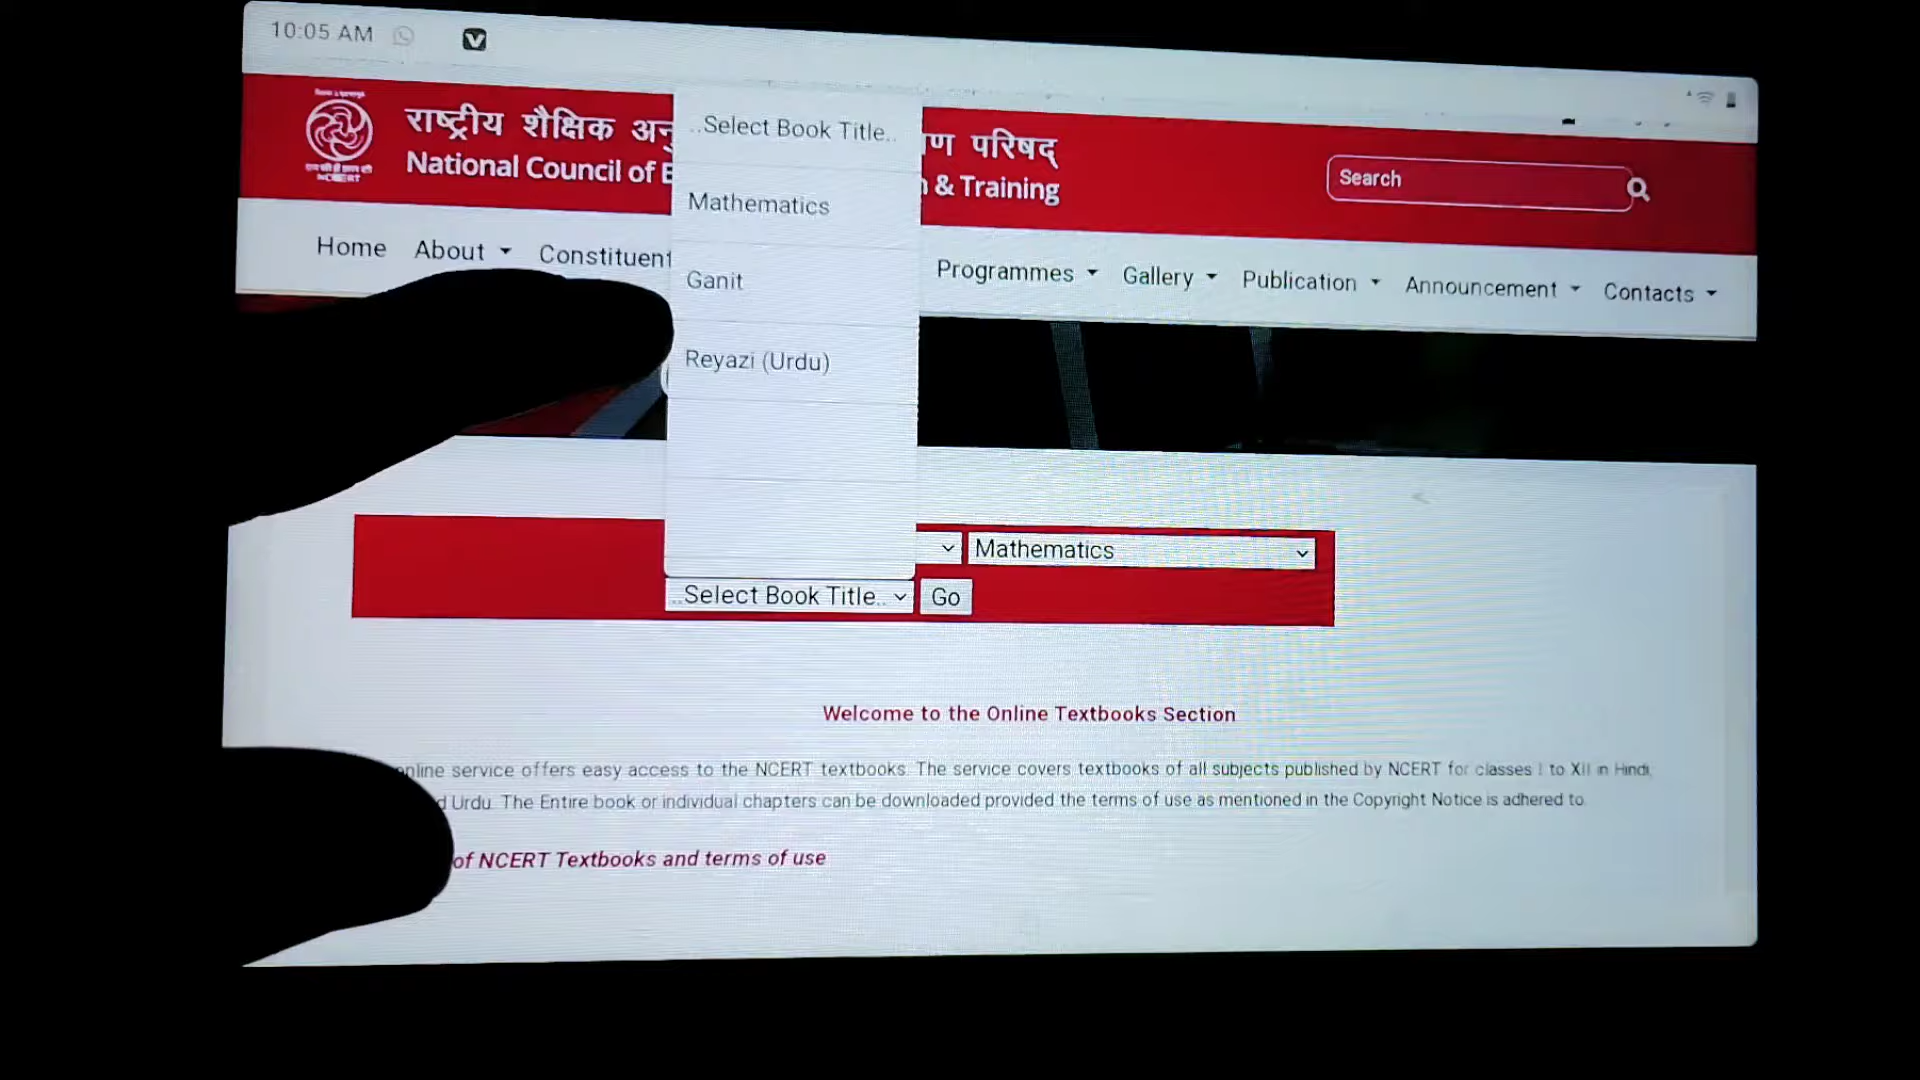 10:05 AM
राष्ट्रीय शैक्षिक अनु
ण परिषद्
National Council of E
& Training
NCERT
Search
Home About Constituent
Programmes Gallery Publication Announcement Contacts
..Select Book Title..
Mathematics
Ganit
Reyazi (Urdu)
Mathematics
..Select Book Title.. Go
Welcome to the Online Textbooks Section
online service offers easy access to the NCERT textbooks. The service covers textbooks of all subjects published by NCERT for classes I to XII in Hindi,
d Urdu. The Entire book or individual chapters can be downloaded provided the terms of use as mentioned in the Copyright Notice is adhered to.
of NCERT Textbooks and terms of use